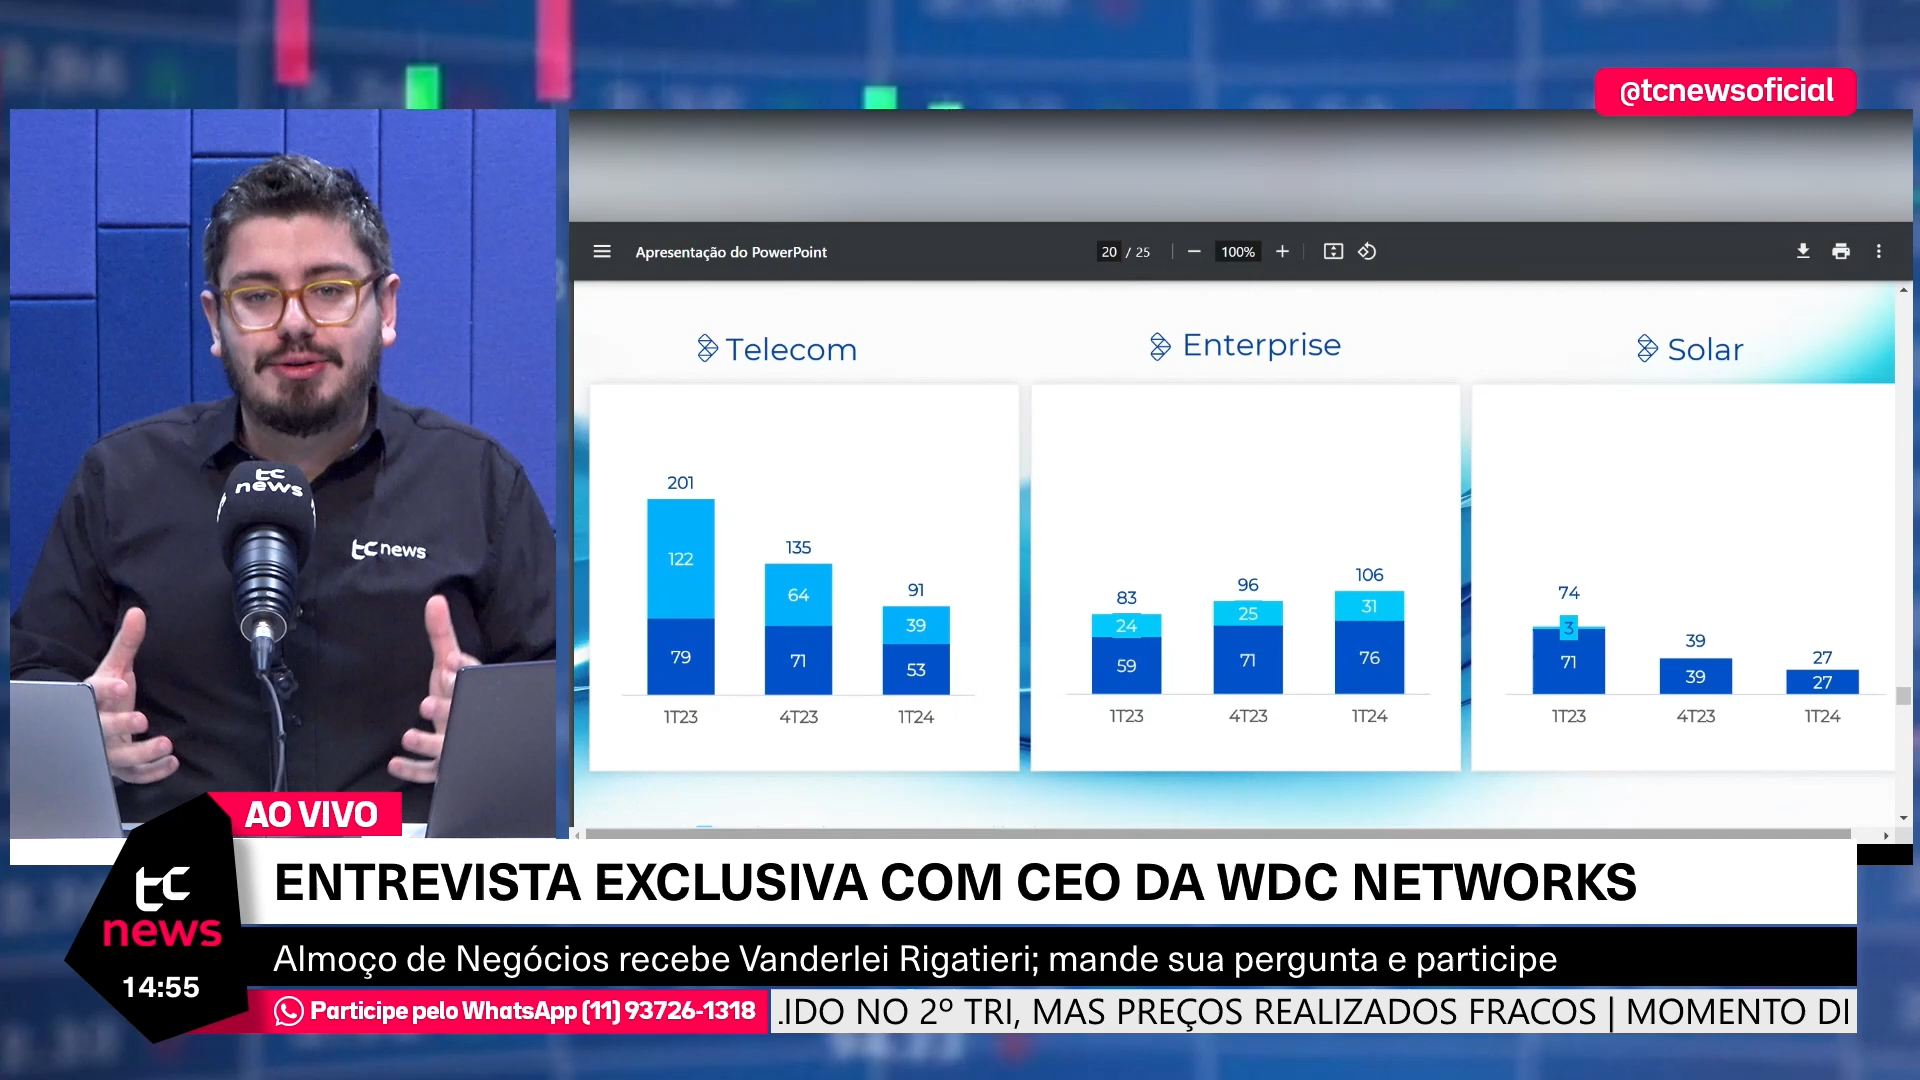 @tcnewsoficial
Apresentação do PowerPoint
20 / 25
100%
Telecom
Enterprise
Solar
201
122
79
1T23
135
64
71
4T23
91
39
53
1T24
83
24
59
1T23
96
25
71
4T23
106
31
76
1T24
74
3
71
1T23
39
39
4T23
27
27
1T24
tc
news
tc news
AO VIVO
ENTREVISTA EXCLUSIVA COM CEO DA WDC NETWORKS
tc
news
14:55
Almoço de Negócios recebe Vanderlei Rigatieri; mande sua pergunta e participe
Participe pelo WhatsApp (11) 93726-1318
LIDO NO 2º TRI, MAS PREÇOS REALIZADOS FRACOS | MOMENTO DI